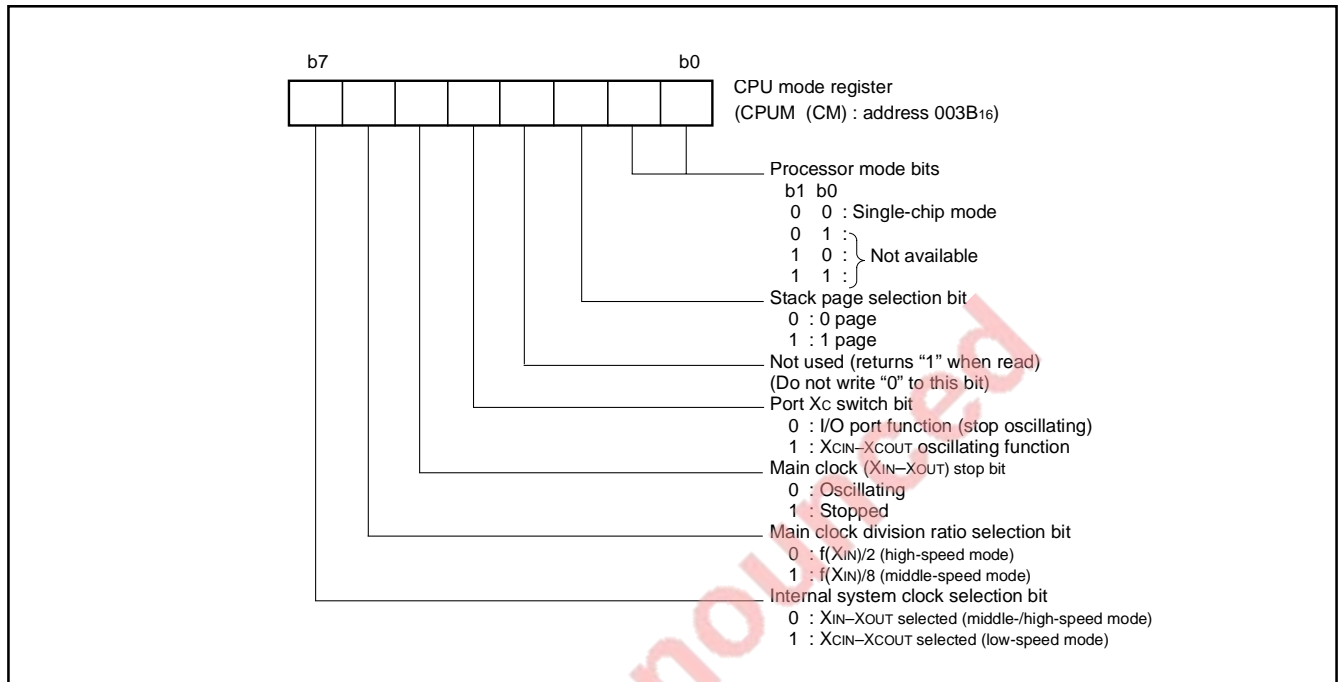 b7 b0
CPU mode register
(CPUM (CM) : address 003B16)
Processor mode bits
b1 b0
0 0 : Single-chip mode
0 1 :
1 0 : Not available
1 1 :
Stack page selection bit
0 : 0 page
1 : 1 page
Not used (returns “1” when read)
(Do not write “0” to this bit)
Port XC switch bit
0 : I/O port function (stop oscillating)
1 : XCIN–XCOUT oscillating function
Main clock (XIN–XOUT) stop bit
0 : Oscillating
1 : Stopped
Main clock division ratio selection bit
0 : f(XIN)/2 (high-speed mode)
1 : f(XIN)/8 (middle-speed mode)
Internal system clock selection bit
0 : XIN–XOUT selected (middle-/high-speed mode)
1 : XCIN–XCOUT selected (low-speed mode)
nounced